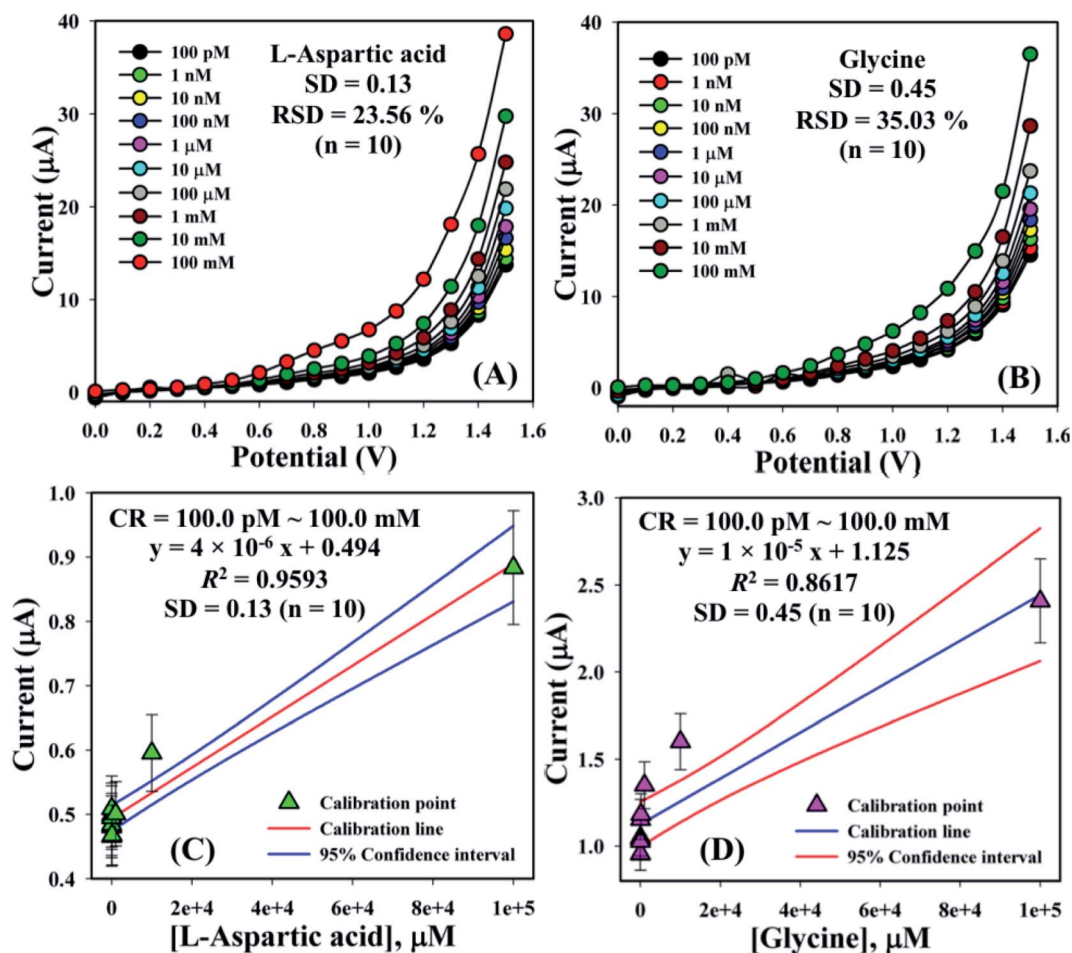 40
30
20
10
0
Current (μA)
100 pM
1 nM
10 nM
100 nM
1 μM
10 μM
100 μM
1 mM
10 mM
100 mM
L-Aspartic acid
SD = 0.13
RSD = 23.56 %
(n = 10)
(A)
0.0 0.2 0.4 0.6 0.8 1.0 1.2 1.4 1.6
Potential (V)
40
30
20
10
0
Current (μA)
100 pM
1 nM
10 nM
100 nM
1 μM
10 μM
100 μM
1 mM
10 mM
100 mM
Glycine
SD = 0.45
RSD = 35.03 %
(n = 10)
(B)
0.0 0.2 0.4 0.6 0.8 1.0 1.2 1.4 1.6
Potential (V)
1.0
0.9
0.8
0.7
0.6
0.5
0.4
Current (μA)
CR = 100.0 pM ~ 100.0 mM
y = 4 × 10⁻⁶ x + 0.494
R² = 0.9593
SD = 0.13 (n = 10)
Calibration point
Calibration line
95% Confidence interval
(C)
0 2e+4 4e+4 6e+4 8e+4 1e+5
[L-Aspartic acid], μM
3.0
2.5
2.0
1.5
1.0
Current (μA)
CR = 100.0 pM ~ 100.0 mM
y = 1 × 10⁻⁵ x + 1.125
R² = 0.8617
SD = 0.45 (n = 10)
Calibration point
Calibration line
95% Confidence interval
(D)
0 2e+4 4e+4 6e+4 8e+4 1e+5
[Glycine], μM